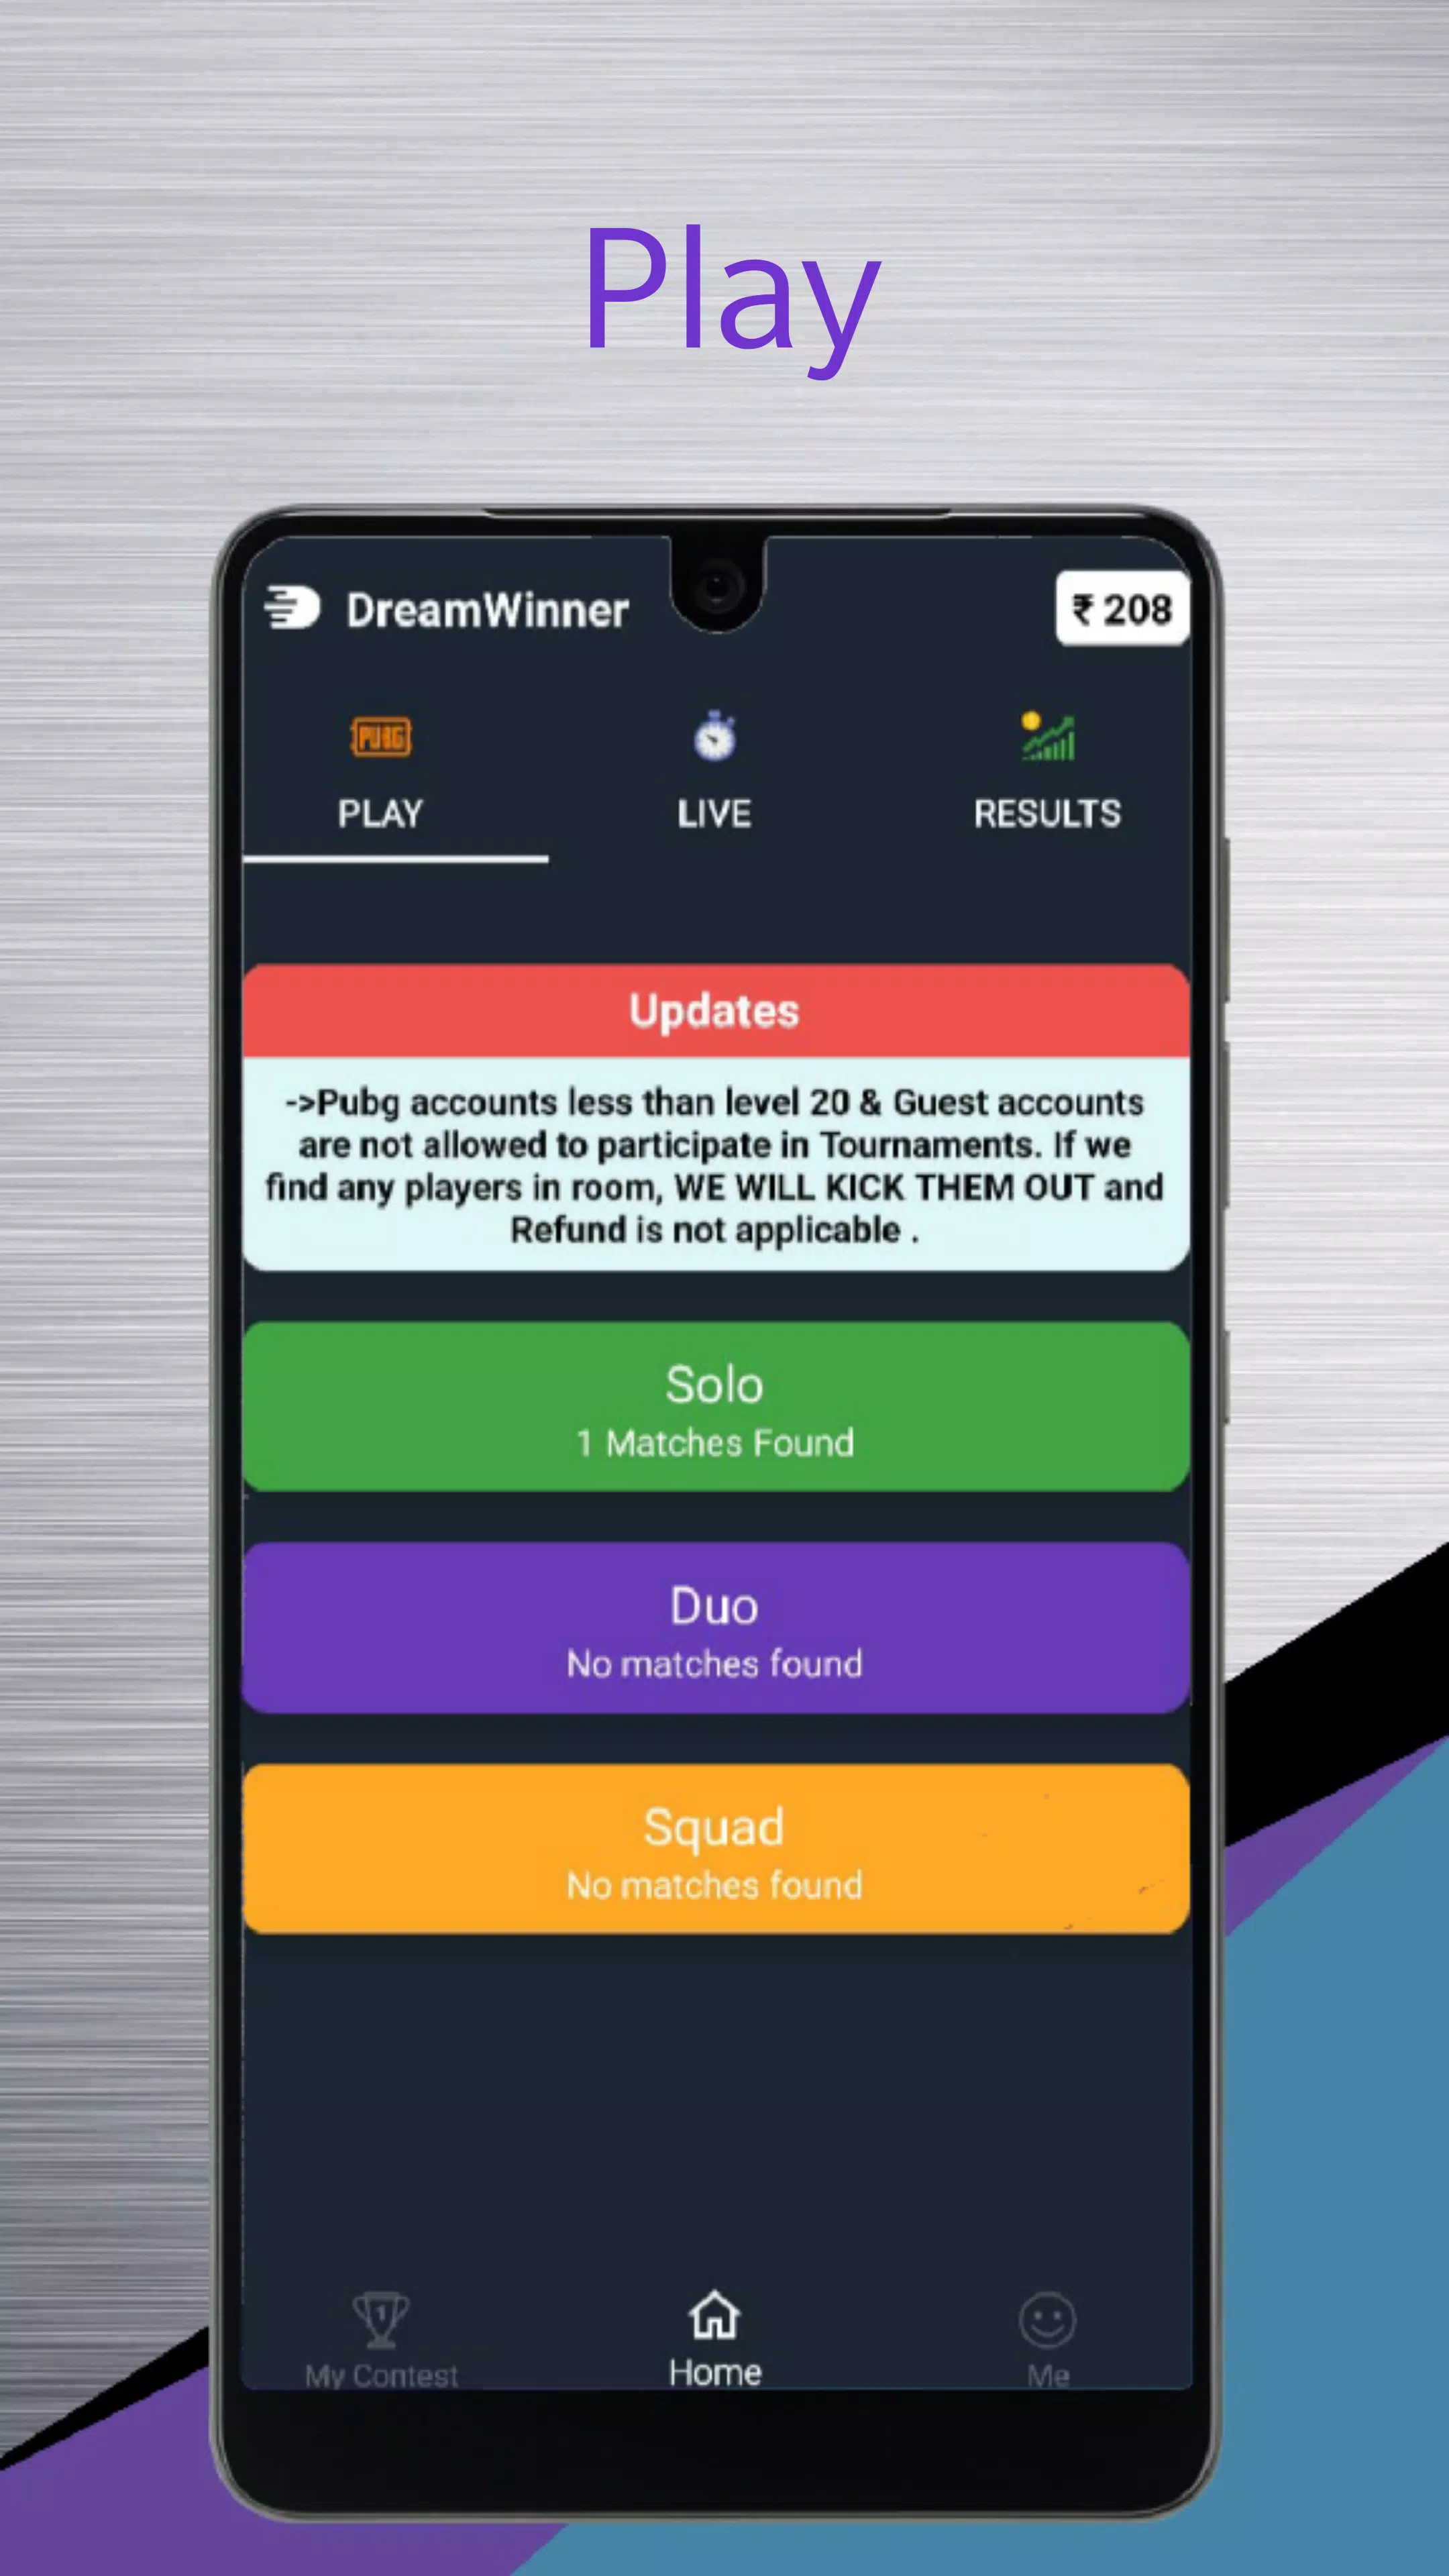 Play
DreamWinner
₹ 208
PUBG
PLAY
LIVE
RESULTS
Updates
->Pubg accounts less than level 20 & Guest accounts
are not allowed to participate in Tournaments. If we
find any players in room, WE WILL KICK THEM OUT and
Refund is not applicable .
Solo
1 Matches Found
Duo
No matches found
Squad
No matches found
1
My Contest
Home
Me